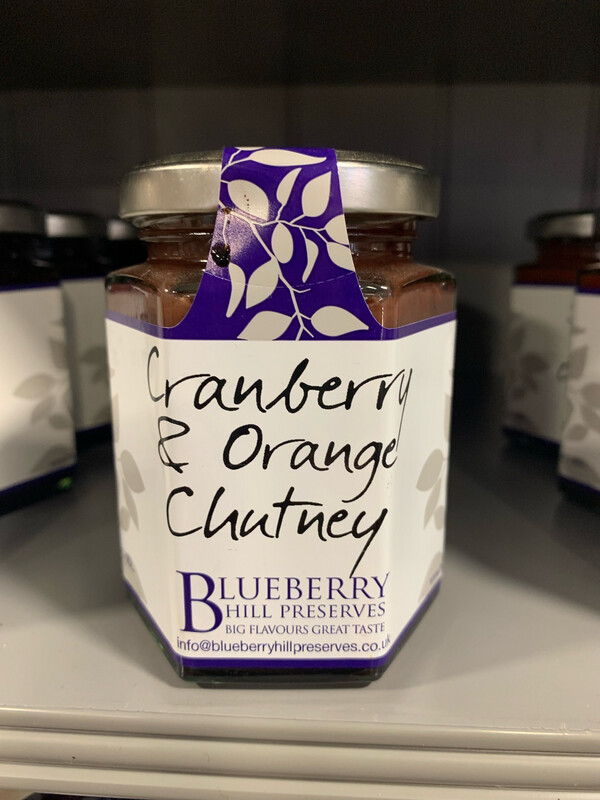 Cranberry
& Orange
Chutney
BLUEBERRY
HILL PRESERVES
BIG FLAVOURS GREAT TASTE
info@blueberryhillpreserves.co.uk